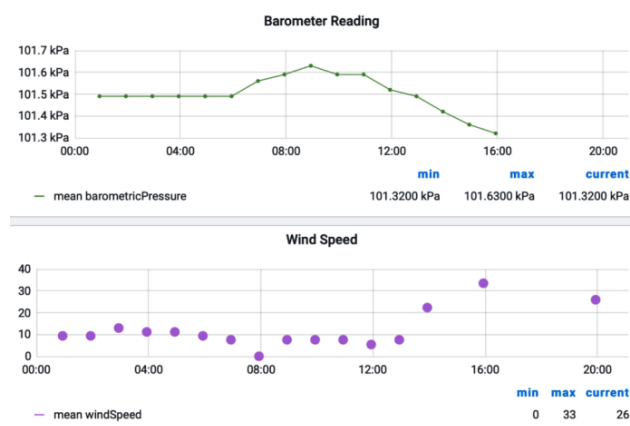 Barometer Reading
101.7 kPa
101.6 kPa
101.5 kPa
101.4 kPa
101.3 kPa
00:00 04:00 08:00 12:00 16:00 20:00
min max current
mean barometricPressure 101.3200 kPa 101.6300 kPa 101.3200 kPa
Wind Speed
40
30
20
10
0
00:00 04:00 08:00 12:00 16:00 20:00
min max current
mean windSpeed 0 33 26